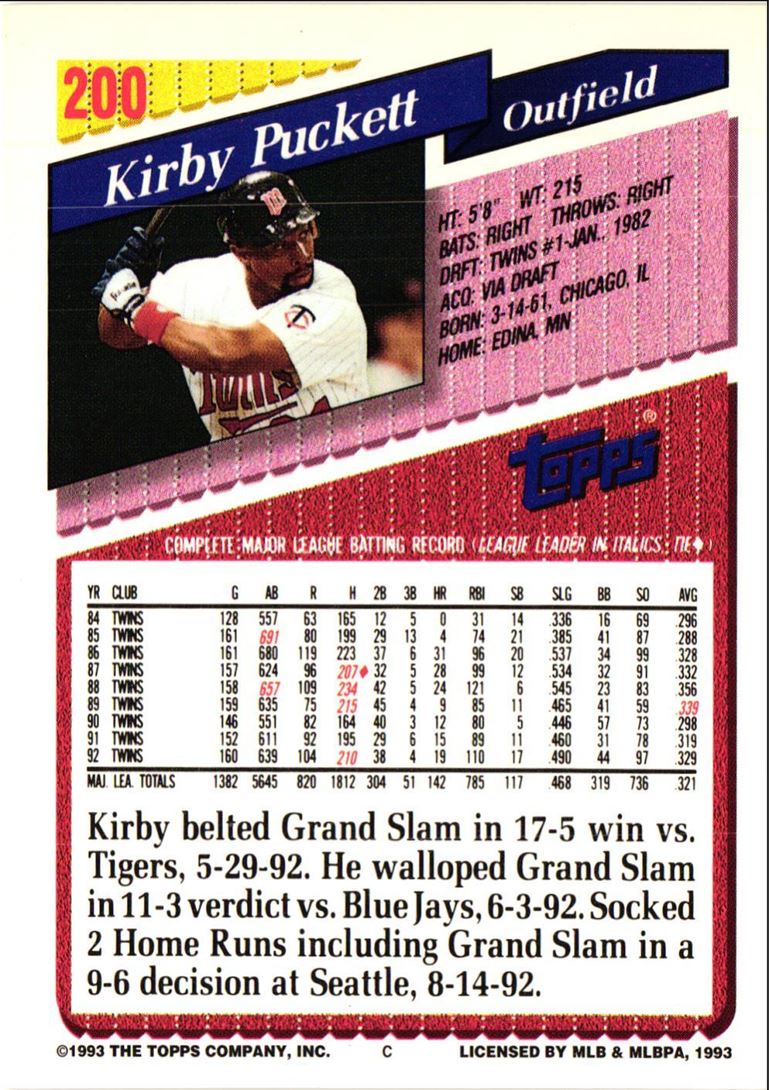 200
Kirby Puckett
Outfield
HT: 5'8" WT: 215
BATS: RIGHT THROWS: RIGHT
DRFT: TWINS #1-JAN., 1982
ACQ: VIA DRAFT
BORN: 3-14-61, CHICAGO, IL
HOME: EDINA, MN
TOPPS®
COMPLETE MAJOR LEAGUE BATTING RECORD (LEAGUE LEADER IN ITALICS, TIE♦)
YR CLUB G AB R H 2B 3B HR RBI SB SLG BB SO AVG
84 TWINS 128 557 63 165 12 5 0 31 14 .336 16 69 .296
85 TWINS 161 691 80 199 29 13 4 74 21 .385 41 87 .288
86 TWINS 161 680 119 223 37 6 31 96 20 .537 34 99 .328
87 TWINS 157 624 96 207♦ 32 5 28 99 12 .534 32 91 .332
88 TWINS 158 657 109 234 42 5 24 121 6 .545 23 83 .356
89 TWINS 159 635 75 215 45 4 9 85 11 .465 41 59 .339
90 TWINS 146 551 82 164 40 3 12 80 5 .446 57 73 .298
91 TWINS 152 611 92 195 29 6 15 89 11 .460 31 78 .319
92 TWINS 160 639 104 210 38 4 19 110 17 .490 44 97 .329
MAJ. LEA. TOTALS 1382 5645 820 1812 304 51 142 785 117 .468 319 736 .321
Kirby belted Grand Slam in 17-5 win vs.
Tigers, 5-29-92. He walloped Grand Slam
in 11-3 verdict vs. Blue Jays, 6-3-92. Socked
2 Home Runs including Grand Slam in a
9-6 decision at Seattle, 8-14-92.
©1993 THE TOPPS COMPANY, INC. C LICENSED BY MLB & MLBPA, 1993